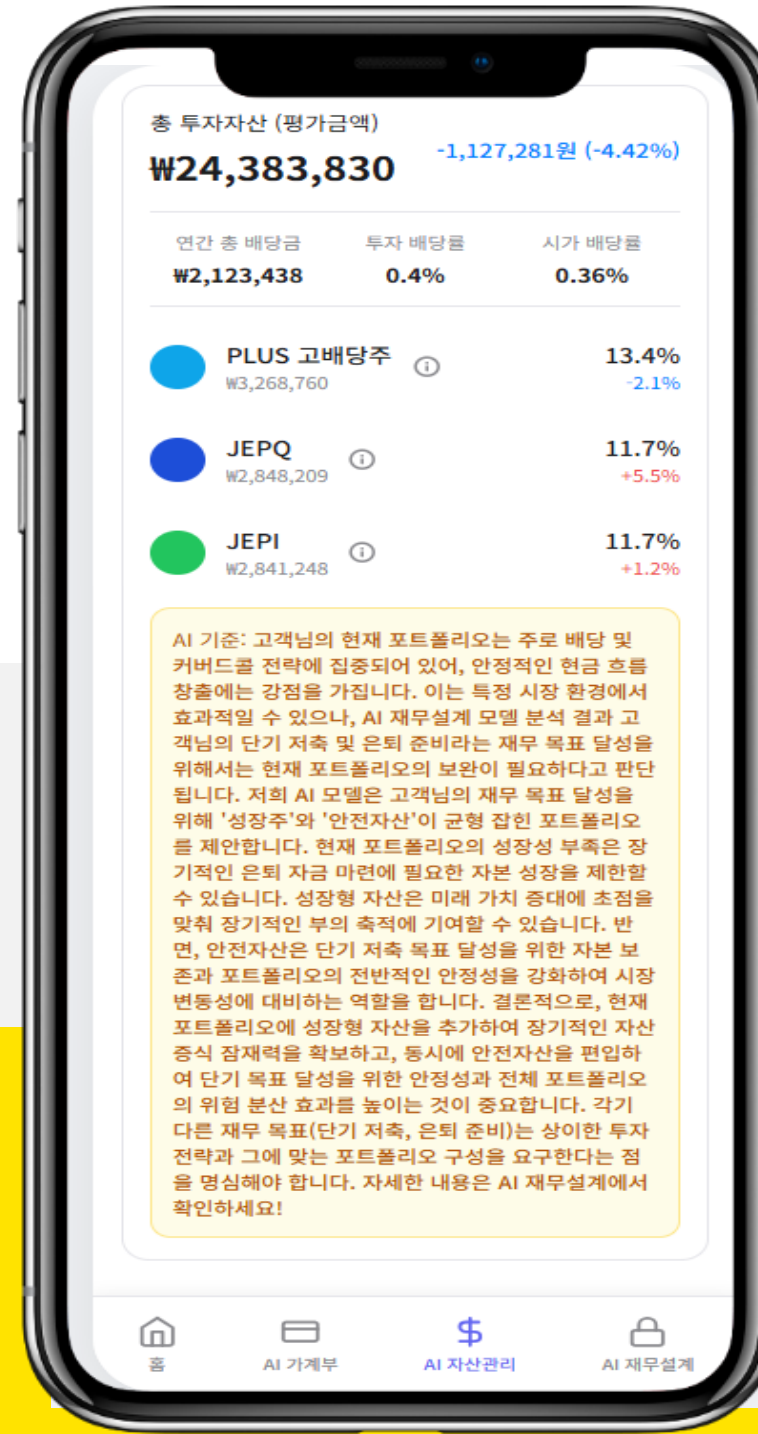 총 투자자산 (평가금액)
₩24,383,830
-1,127,281원 (-4.42%)
연간 총 배당금 투자 배당률 시가 배당률
₩2,123,438 0.4% 0.36%
PLUS 고배당주 13.4%
₩3,268,760 -2.1%
JEPQ 11.7%
₩2,848,209 +5.5%
JEPI 11.7%
₩2,841,248 +1.2%
AI 기준: 고객님의 현재 포트폴리오는 주로 배당 및
커버드콜 전략에 집중되어 있어, 안정적인 현금 흐름
창출에는 강점을 가집니다. 이는 특정 시장 환경에서
효과적일 수 있으나, AI 재무설계 모델 분석 결과 고
객님의 단기 저축 및 은퇴 준비라는 재무 목표 달성을
위해서는 현재 포트폴리오의 보완이 필요하다고 판단
됩니다. 저희 AI 모델은 고객님의 재무 목표 달성을
위해 '성장주'와 '안전자산'이 균형 잡힌 포트폴리오
를 제안합니다. 현재 포트폴리오의 성장성 부족은 장
기적인 은퇴 자금 마련에 필요한 자본 성장을 제한할
수 있습니다. 성장형 자산은 미래 가치 증대에 초점을
맞춰 장기적인 부의 축적에 기여할 수 있습니다. 반
면, 안전자산은 단기 저축 목표 달성을 위한 자본 보
존과 포트폴리오의 전반적인 안정성을 강화하여 시장
변동성에 대비하는 역할을 합니다. 결론적으로, 현재
포트폴리오에 성장형 자산을 추가하여 장기적인 자산
증식 잠재력을 확보하고, 동시에 안전자산을 편입하
여 단기 목표 달성을 위한 안정성과 전체 포트폴리오
의 위험 분산 효과를 높이는 것이 중요합니다. 각기
다른 재무 목표(단기 저축, 은퇴 준비)는 상이한 투자
전략과 그에 맞는 포트폴리오 구성을 요구한다는 점
을 명심해야 합니다. 자세한 내용은 AI 재무설계에서
확인하세요!
홈 AI 가계부 AI 자산관리 AI 재무설계